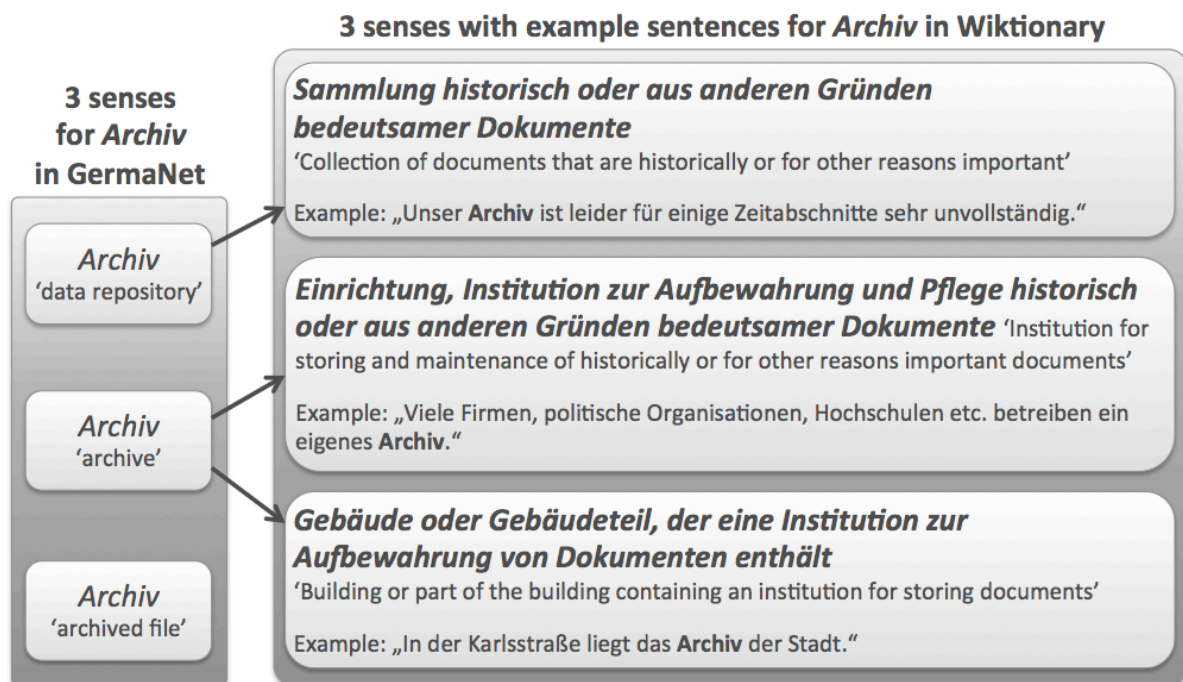 3 senses with example sentences for Archiv in Wiktionary
3 senses
for Archiv
in GermaNet
Archiv
‘data repository’
Archiv
‘archive’
Archiv
‘archived file’
Sammlung historisch oder aus anderen Gründen
bedeutsamer Dokumente
‘Collection of documents that are historically or for other reasons important’
Example: „Unser Archiv ist leider für einige Zeitabschnitte sehr unvollständig.“
Einrichtung, Institution zur Aufbewahrung und Pflege historisch
oder aus anderen Gründen bedeutsamer Dokumente ‘Institution for
storing and maintenance of historically or for other reasons important documents’
Example: „Viele Firmen, politische Organisationen, Hochschulen etc. betreiben ein
eigenes Archiv.“
Gebäude oder Gebäudeteil, der eine Institution zur
Aufbewahrung von Dokumenten enthält
‘Building or part of the building containing an institution for storing documents’
Example: „In der Karlsstraße liegt das Archiv der Stadt.“